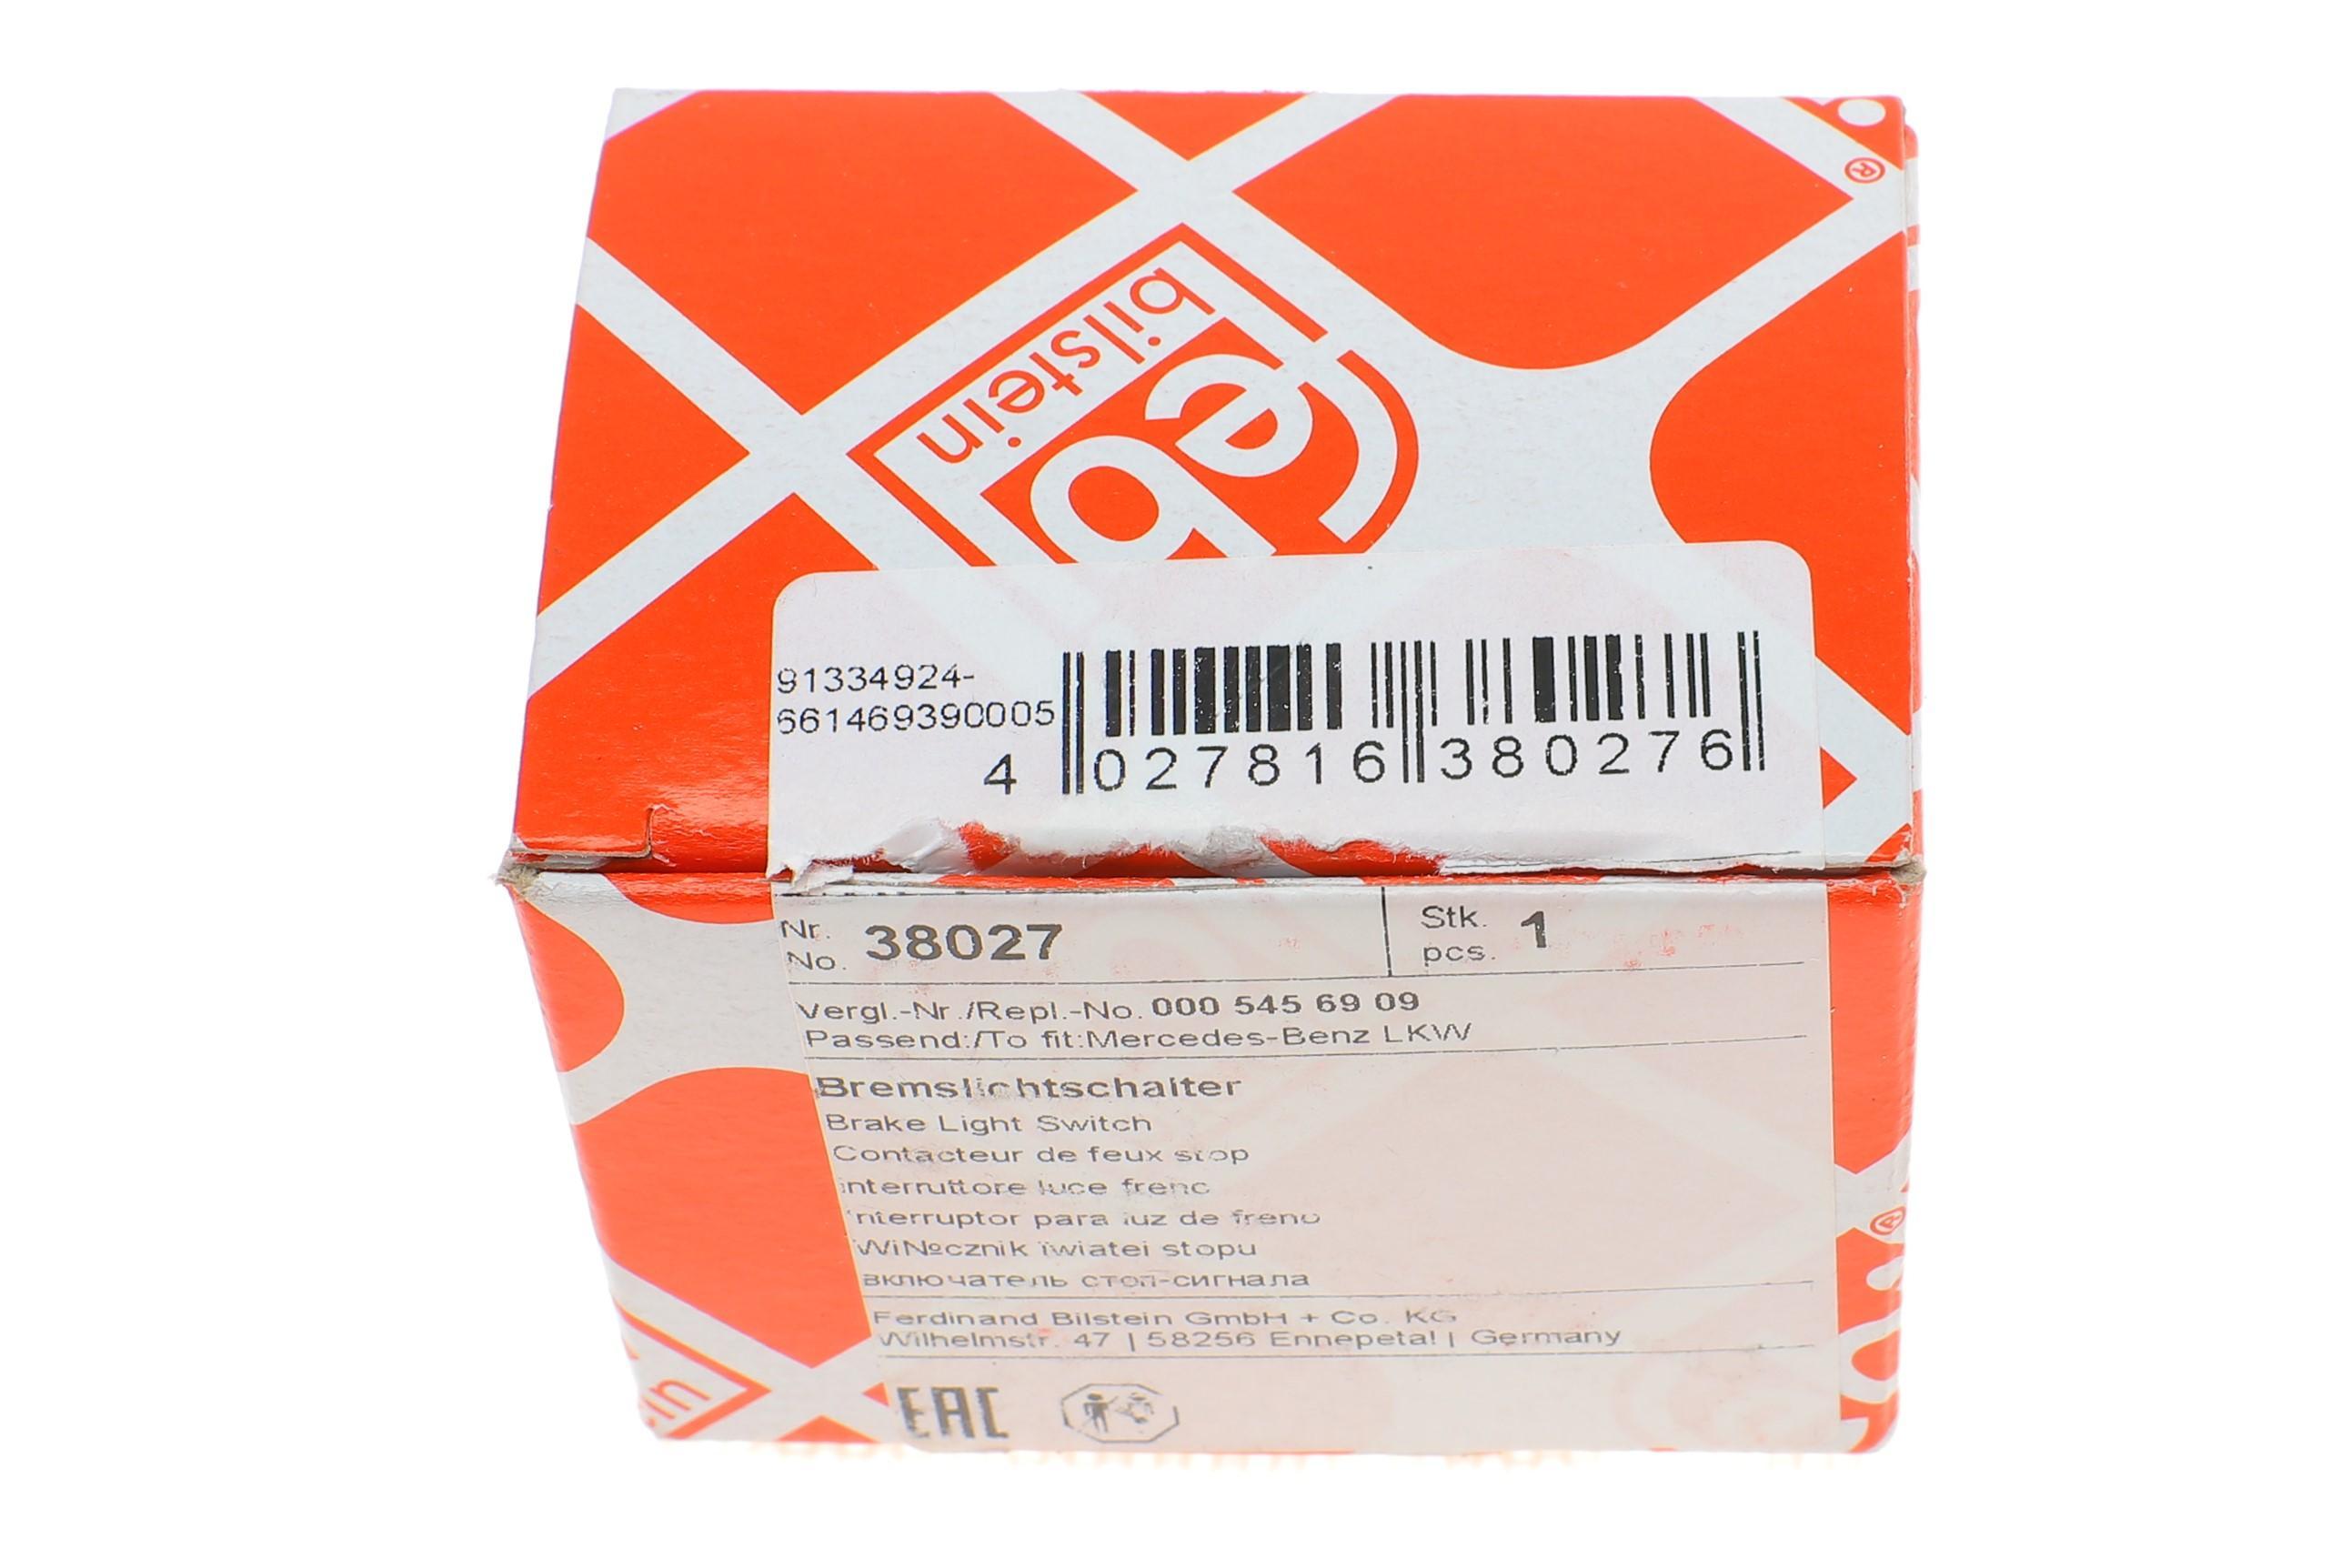 bilstein
feb
®
91334924-
661469390005
4 027816 380276
Nr.
No. 38027
Stk.
pcs. 1
Vergl.-Nr./Repl.-No. 000 545 69 09
Passend:/To fit:Mercedes-Benz LKW
Bremslichtschalter
Brake Light Switch
Contacteur de feux stop
interruttore luce freno
interruptor para luz de freno
WіNºcznik їwiatеі stopu
включатель стоп-сигнала
Ferdinand Bilstein GmbH + Co. KG
Wilhelmstr. 47 | 58256 Ennepetal | Germany
EAC
®